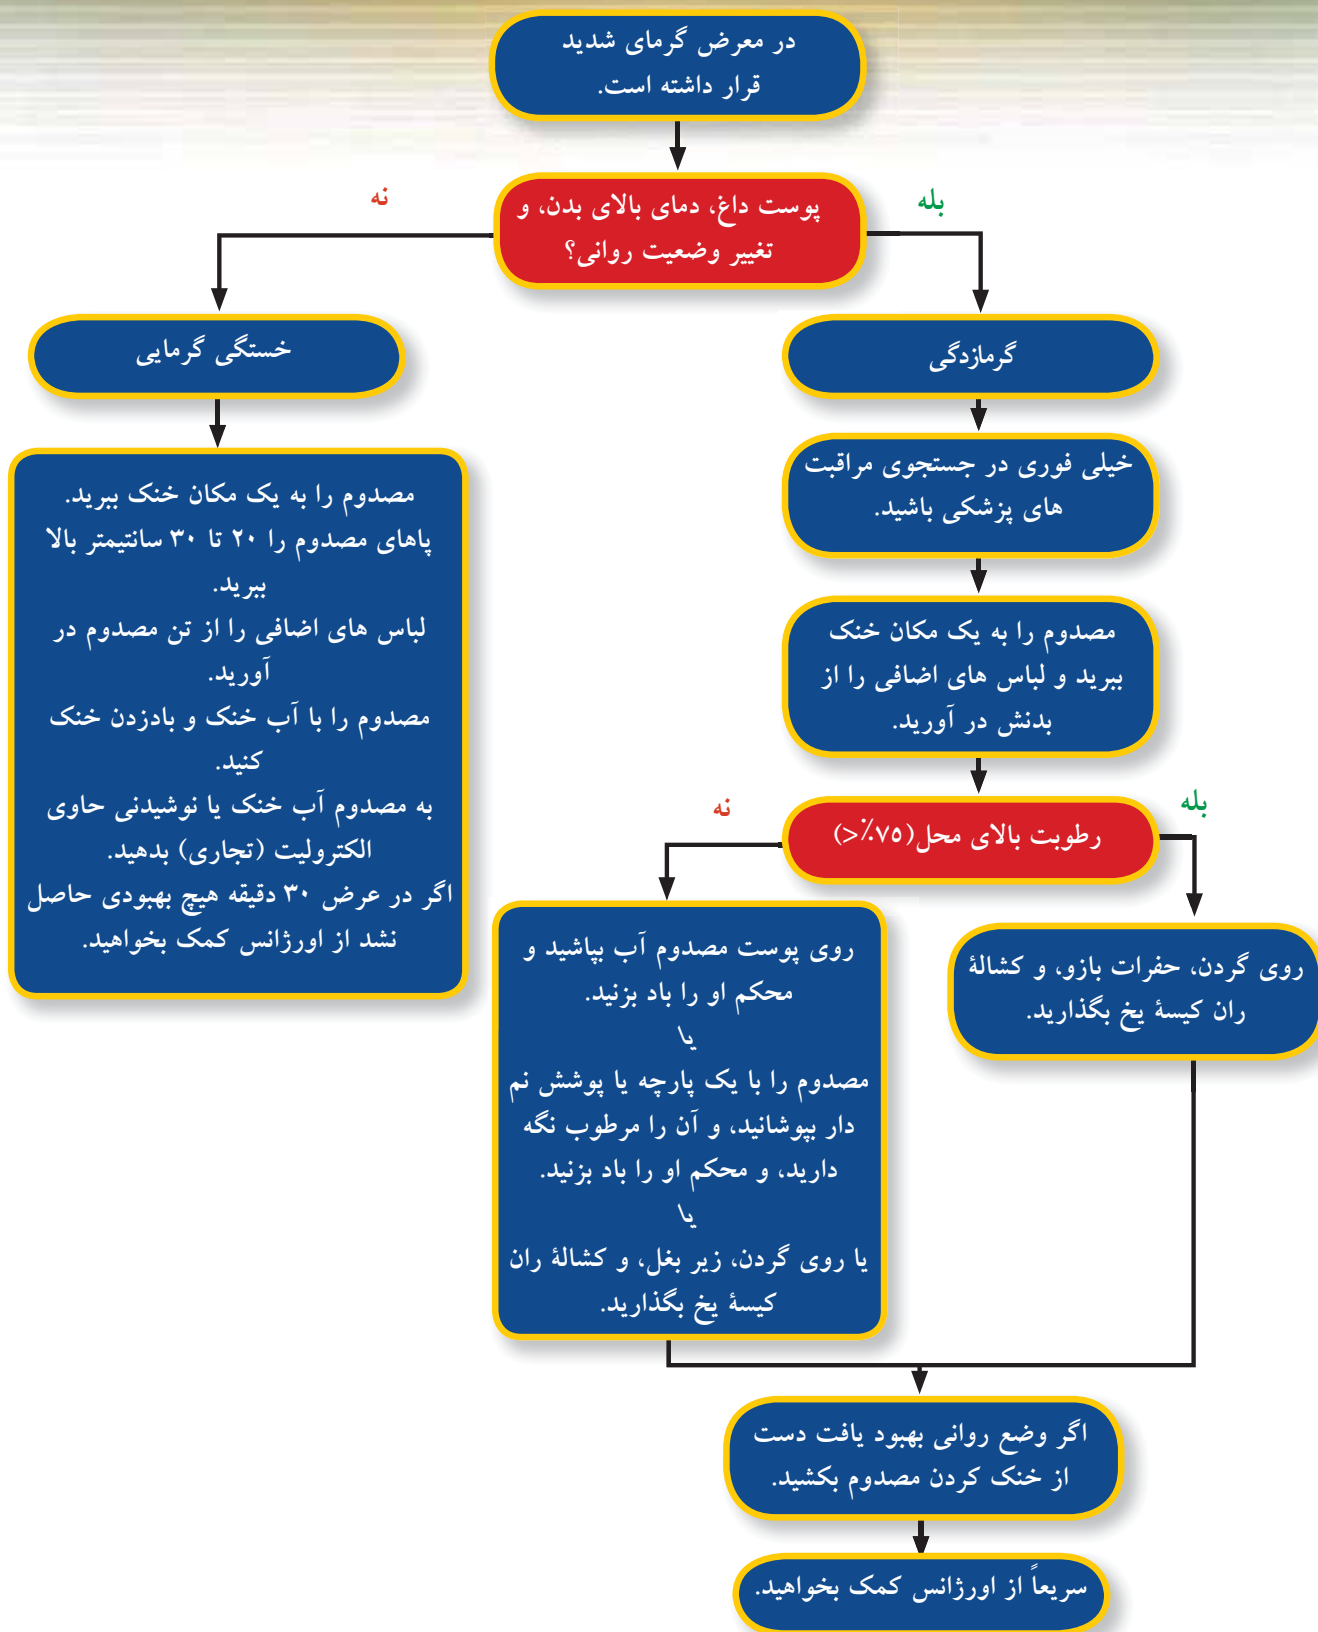 در معرض گرمای شدید
قرار داشته است.
پوست داغ، دمای بالای بدن، و
تغییر وضعیت روانی؟
بله
نه
گرمازدگی
خیلی فوری در جستجوی مراقبت
های پزشکی باشید.
مصدوم را به یک مکان خنک
ببرید و لباس های اضافی را از
بدنش در آورید.
رطوبت بالای محل(۷۵٪<)
بله
نه
روی گردن، حفرات بازو، و کشالهٔ
ران کیسهٔ یخ بگذارید.
روی پوست مصدوم آب بپاشید و
محکم او را باد بزنید.
یا
مصدوم را با یک پارچه یا پوشش نم
دار بپوشانید، و آن را مرطوب نگه
دارید، و محکم او را باد بزنید.
یا
یا روی گردن، زیر بغل، و کشالهٔ ران
کیسهٔ یخ بگذارید.
اگر وضع روانی بهبود یافت دست
از خنک کردن مصدوم بکشید.
سریعاً از اورژانس کمک بخواهید.
خستگی گرمایی
مصدوم را به یک مکان خنک ببرید.
پاهای مصدوم را ۲۰ تا ۳۰ سانتیمتر بالا
ببرید.
لباس های اضافی را از تن مصدوم در
آورید.
مصدوم را با آب خنک و بادزدن خنک
کنید.
به مصدوم آب خنک یا نوشیدنی حاوی
الکترولیت (تجاری) بدهید.
اگر در عرض ۳۰ دقیقه هیچ بهبودی حاصل
نشد از اورژانس کمک بخواهید.